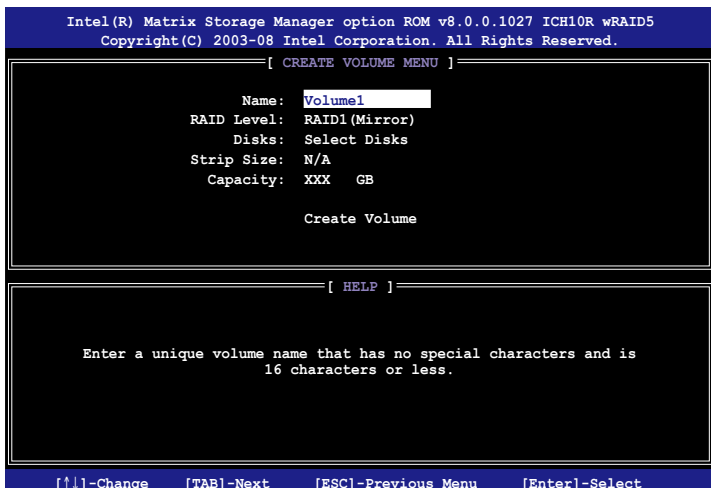 Intel(R) Matrix Storage Manager option ROM v8.0.0.1027 ICH10R wRAID5
Copyright(C) 2003-08 Intel Corporation. All Rights Reserved.
[ CREATE VOLUME MENU ]
Name: Volume1
RAID Level: RAID1(Mirror)
Disks: Select Disks
Strip Size: N/A
Capacity: XXX GB
Create Volume
[ HELP ]
Enter a unique volume name that has no special characters and is
16 characters or less.
[↑↓]-Change [TAB]-Next [ESC]-Previous Menu [Enter]-Select